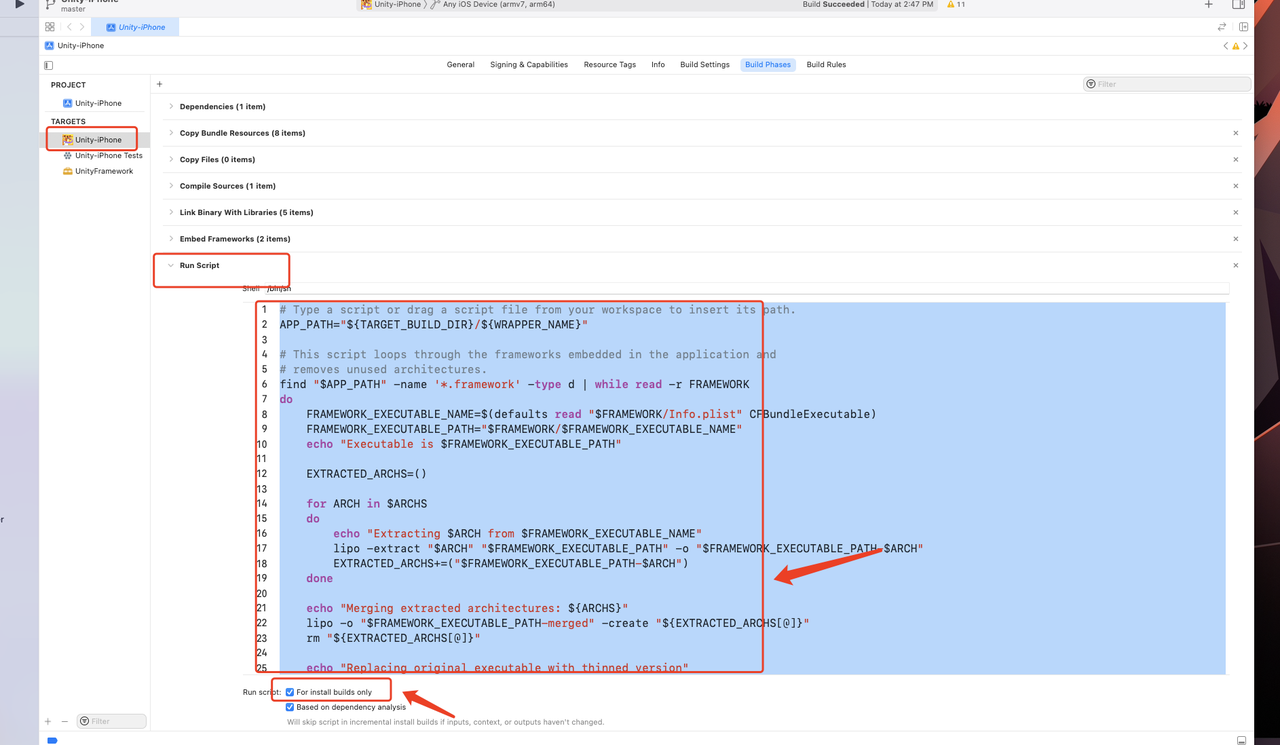 Unity-iPhone
master
Unity-iPhone 〉 Any iOS Device (armv7, arm64)
Build Succeeded | Today at 2:47 PM
11
Unity-iPhone
Unity-iPhone
General
Signing & Capabilities
Resource Tags
Info
Build Settings
Build Phases
Build Rules
PROJECT
Unity-iPhone
TARGETS
Unity-iPhone
Unity-iPhone Tests
UnityFramework
Filter
Dependencies (1 item)
Copy Bundle Resources (8 items)
Copy Files (0 items)
Compile Sources (1 item)
Link Binary With Libraries (5 items)
Embed Frameworks (2 items)
Run Script
Shell /bin/sh
1 # Type a script or drag a script file from your workspace to insert its path.
2 APP_PATH="${TARGET_BUILD_DIR}/${WRAPPER_NAME}"
3
4 # This script loops through the frameworks embedded in the application and
5 # removes unused architectures.
6 find "$APP_PATH" -name '*.framework' -type d | while read -r FRAMEWORK
7 do
8 FRAMEWORK_EXECUTABLE_NAME=$(defaults read "$FRAMEWORK/Info.plist" CFBundleExecutable)
9 FRAMEWORK_EXECUTABLE_PATH="$FRAMEWORK/$FRAMEWORK_EXECUTABLE_NAME"
10 echo "Executable is $FRAMEWORK_EXECUTABLE_PATH"
11
12 EXTRACTED_ARCHS=()
13
14 for ARCH in $ARCHS
15 do
16 echo "Extracting $ARCH from $FRAMEWORK_EXECUTABLE_NAME"
17 lipo -extract "$ARCH" "$FRAMEWORK_EXECUTABLE_PATH" -o "$FRAMEWORK_EXECUTABLE_PATH-$ARCH"
18 EXTRACTED_ARCHS+=("$FRAMEWORK_EXECUTABLE_PATH-$ARCH")
19 done
20
21 echo "Merging extracted architectures: ${ARCHS}"
22 lipo -o "$FRAMEWORK_EXECUTABLE_PATH-merged" -create "${EXTRACTED_ARCHS[@]}"
23 rm "${EXTRACTED_ARCHS[@]}"
24
25 echo "Replacing original executable with thinned version"
Run script: For install builds only
Based on dependency analysis
Will skip script in incremental install builds if inputs, context, or outputs haven't changed.
Filter
r